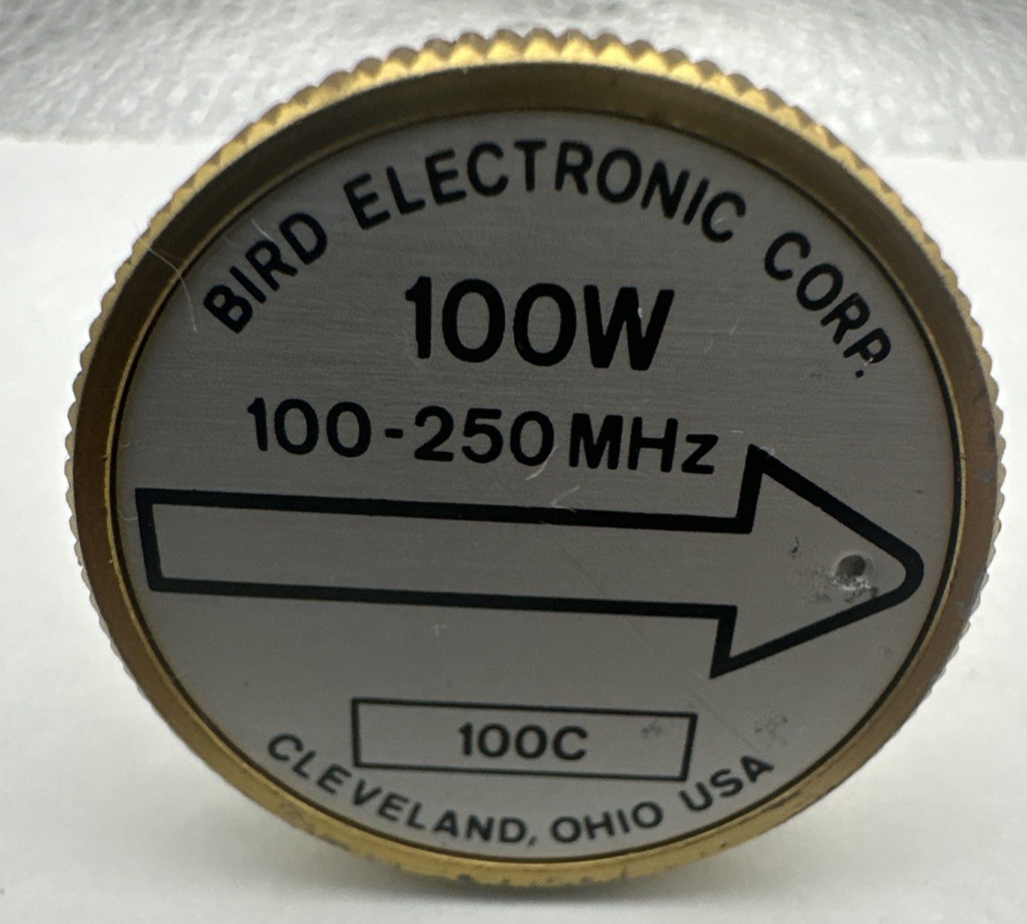 BIRD ELECTRONIC CORP.
100W
100-250 MHz
100C
CLEVELAND, OHIO USA